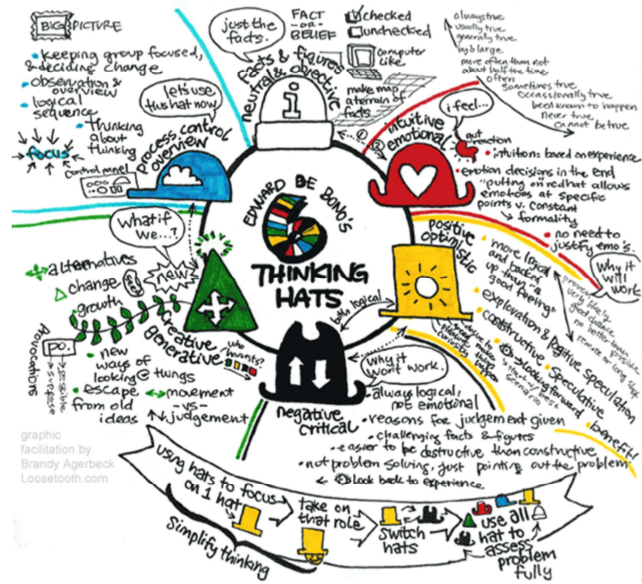 BIG PICTURE
• keeping group focused,
& deciding change
• observation &
overview
• logical
sequence
• Thinking
about
thinking
focus
control panel
let's use
this hat now.
process control
overview
just the
facts.
facts & figures
neutral & objective
i
FACT
-OR-
BELIEF
checked
unchecked
computer
like
make map
a terrain of
facts
always true
usually true
generally true
by & large
more often than not
about half the time
often
sometimes true
occasionally true
been known to happen
never true
cannot be true
i feel...
intuitive
emotional
gut
reaction
• intuitions based on experience
• emotion decisions in the end
• "putting on red hat allows
emotions at specific
points v. constant
formality
• no need to
justify emo's.
EDWARD DE BONO'S
6
THINKING
HATS
positive
optimistic
Why it
will
work
• more logical
and backed
up than a
good feeling
• exploration & positive speculation
• constructive
• speculative
• looking forward
• benefit!
both logical
What if
we...?
new
alternatives
change
growth
creative
generative
PROVOCATIONS
po.
possible
suppose
• new
ways of
looking @ things
• escape
from old
ideas
movement
-vs-
judgement
Why it
won't work.
negative
critical
• always logical,
not emotional
• reasons for judgement given
• challenging facts & figures
• easier to be destructive than constructive
• not problem solving, just pointing out the problem.
look back to experience
graphic
facilitation by
Brandy Agerbeck
Loosetooth.com
using hats to focus
on 1 hat
take on
that role
switch
hats
use all
hat to
assess
problem
fully
Simplify thinking